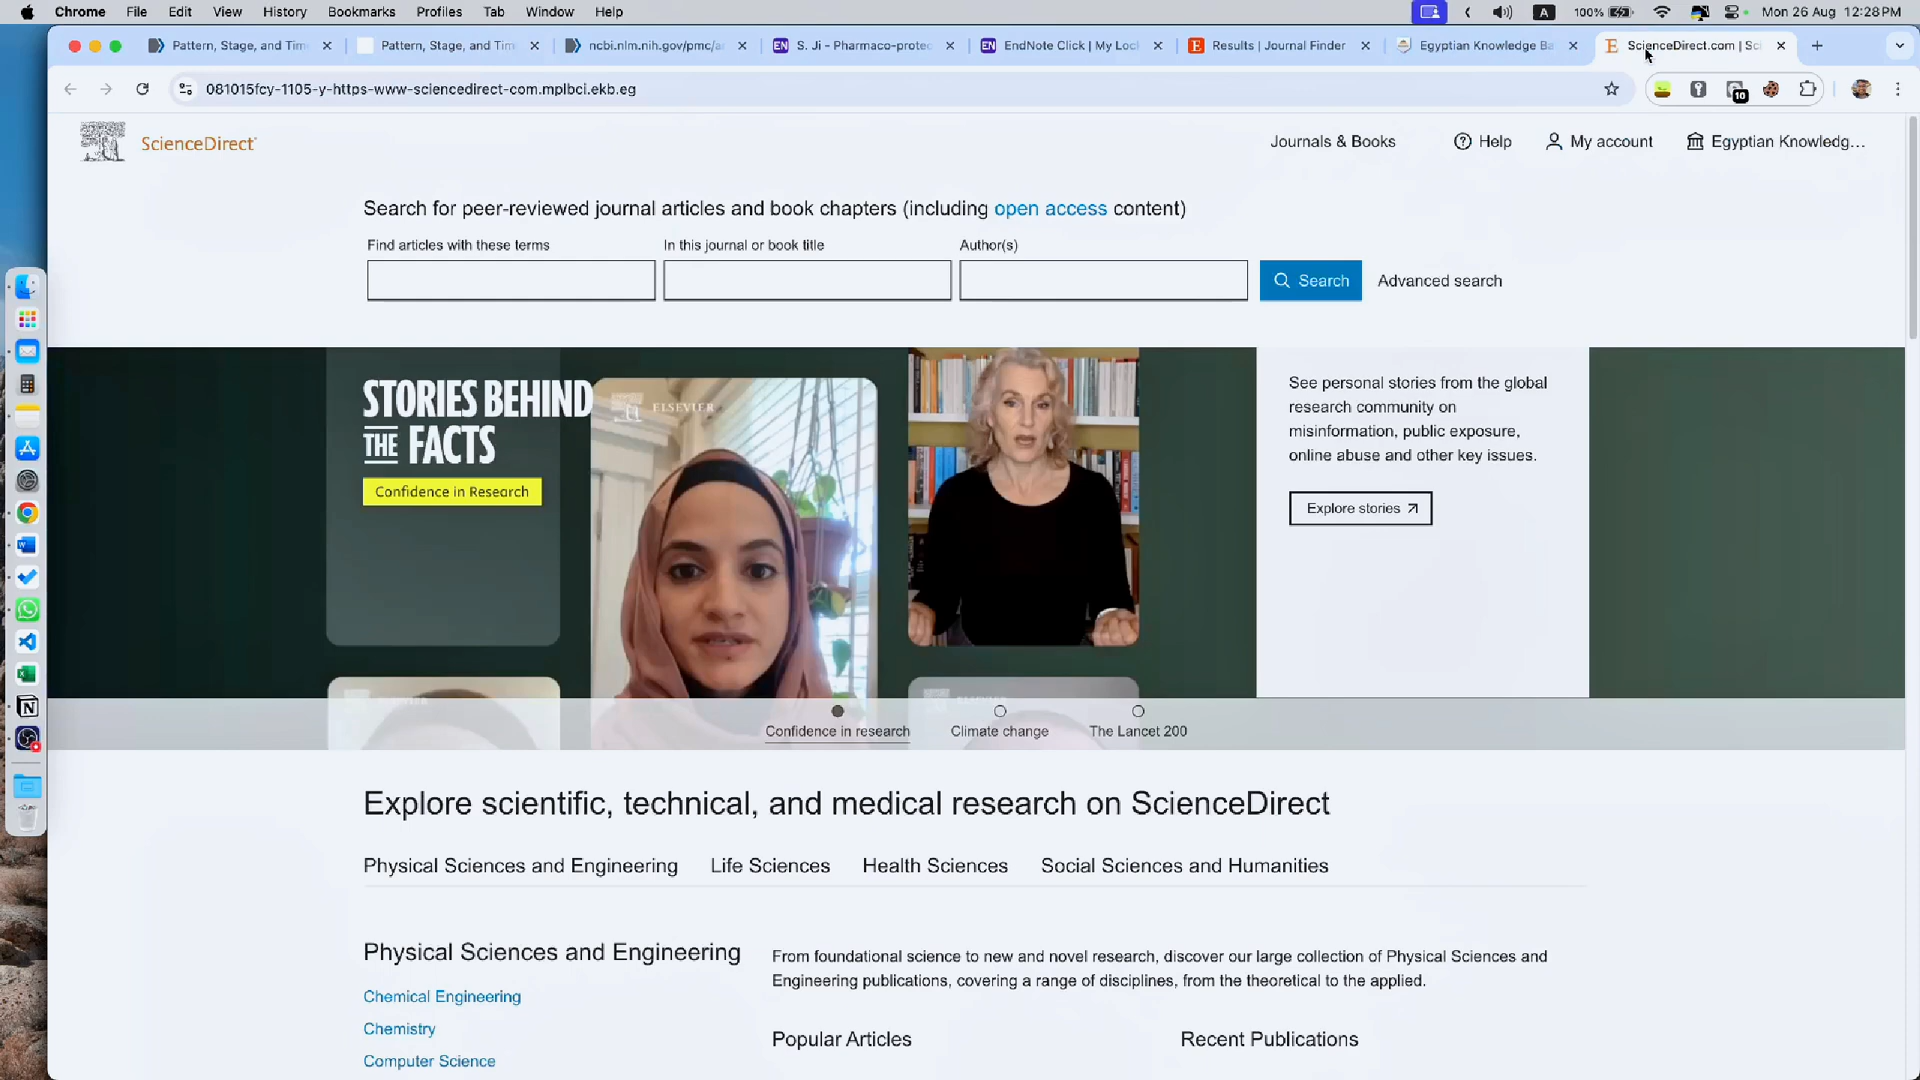 Chrome File Edit View History Bookmarks Profiles Tab Window Help
A 100% Mon 26 Aug 12:28 PM
Pattern, Stage, and Tim
Pattern, Stage, and Tim
ncbi.nlm.nih.gov/pmc/a
EN S. Ji - Pharmaco-protec
EN EndNote Click | My Loc
Results | Journal Finder
Egyptian Knowledge Ba
ScienceDirect.com | Sc
081015fcy-1105-y-https-www-sciencedirect-com.mplbci.ekb.eg
10
ScienceDirect
Journals & Books
Help
My account
Egyptian Knowledg...
Search for peer-reviewed journal articles and book chapters (including open access content)
Find articles with these terms
In this journal or book title
Author(s)
Search
Advanced search
STORIES BEHIND
THE FACTS
Confidence in Research
ELSEVIER
See personal stories from the global
research community on
misinformation, public exposure,
online abuse and other key issues.
Explore stories
Confidence in research
Climate change
The Lancet 200
Explore scientific, technical, and medical research on ScienceDirect
Physical Sciences and Engineering
Life Sciences
Health Sciences
Social Sciences and Humanities
Physical Sciences and Engineering
Chemical Engineering
Chemistry
Computer Science
From foundational science to new and novel research, discover our large collection of Physical Sciences and
Engineering publications, covering a range of disciplines, from the theoretical to the applied.
Popular Articles
Recent Publications